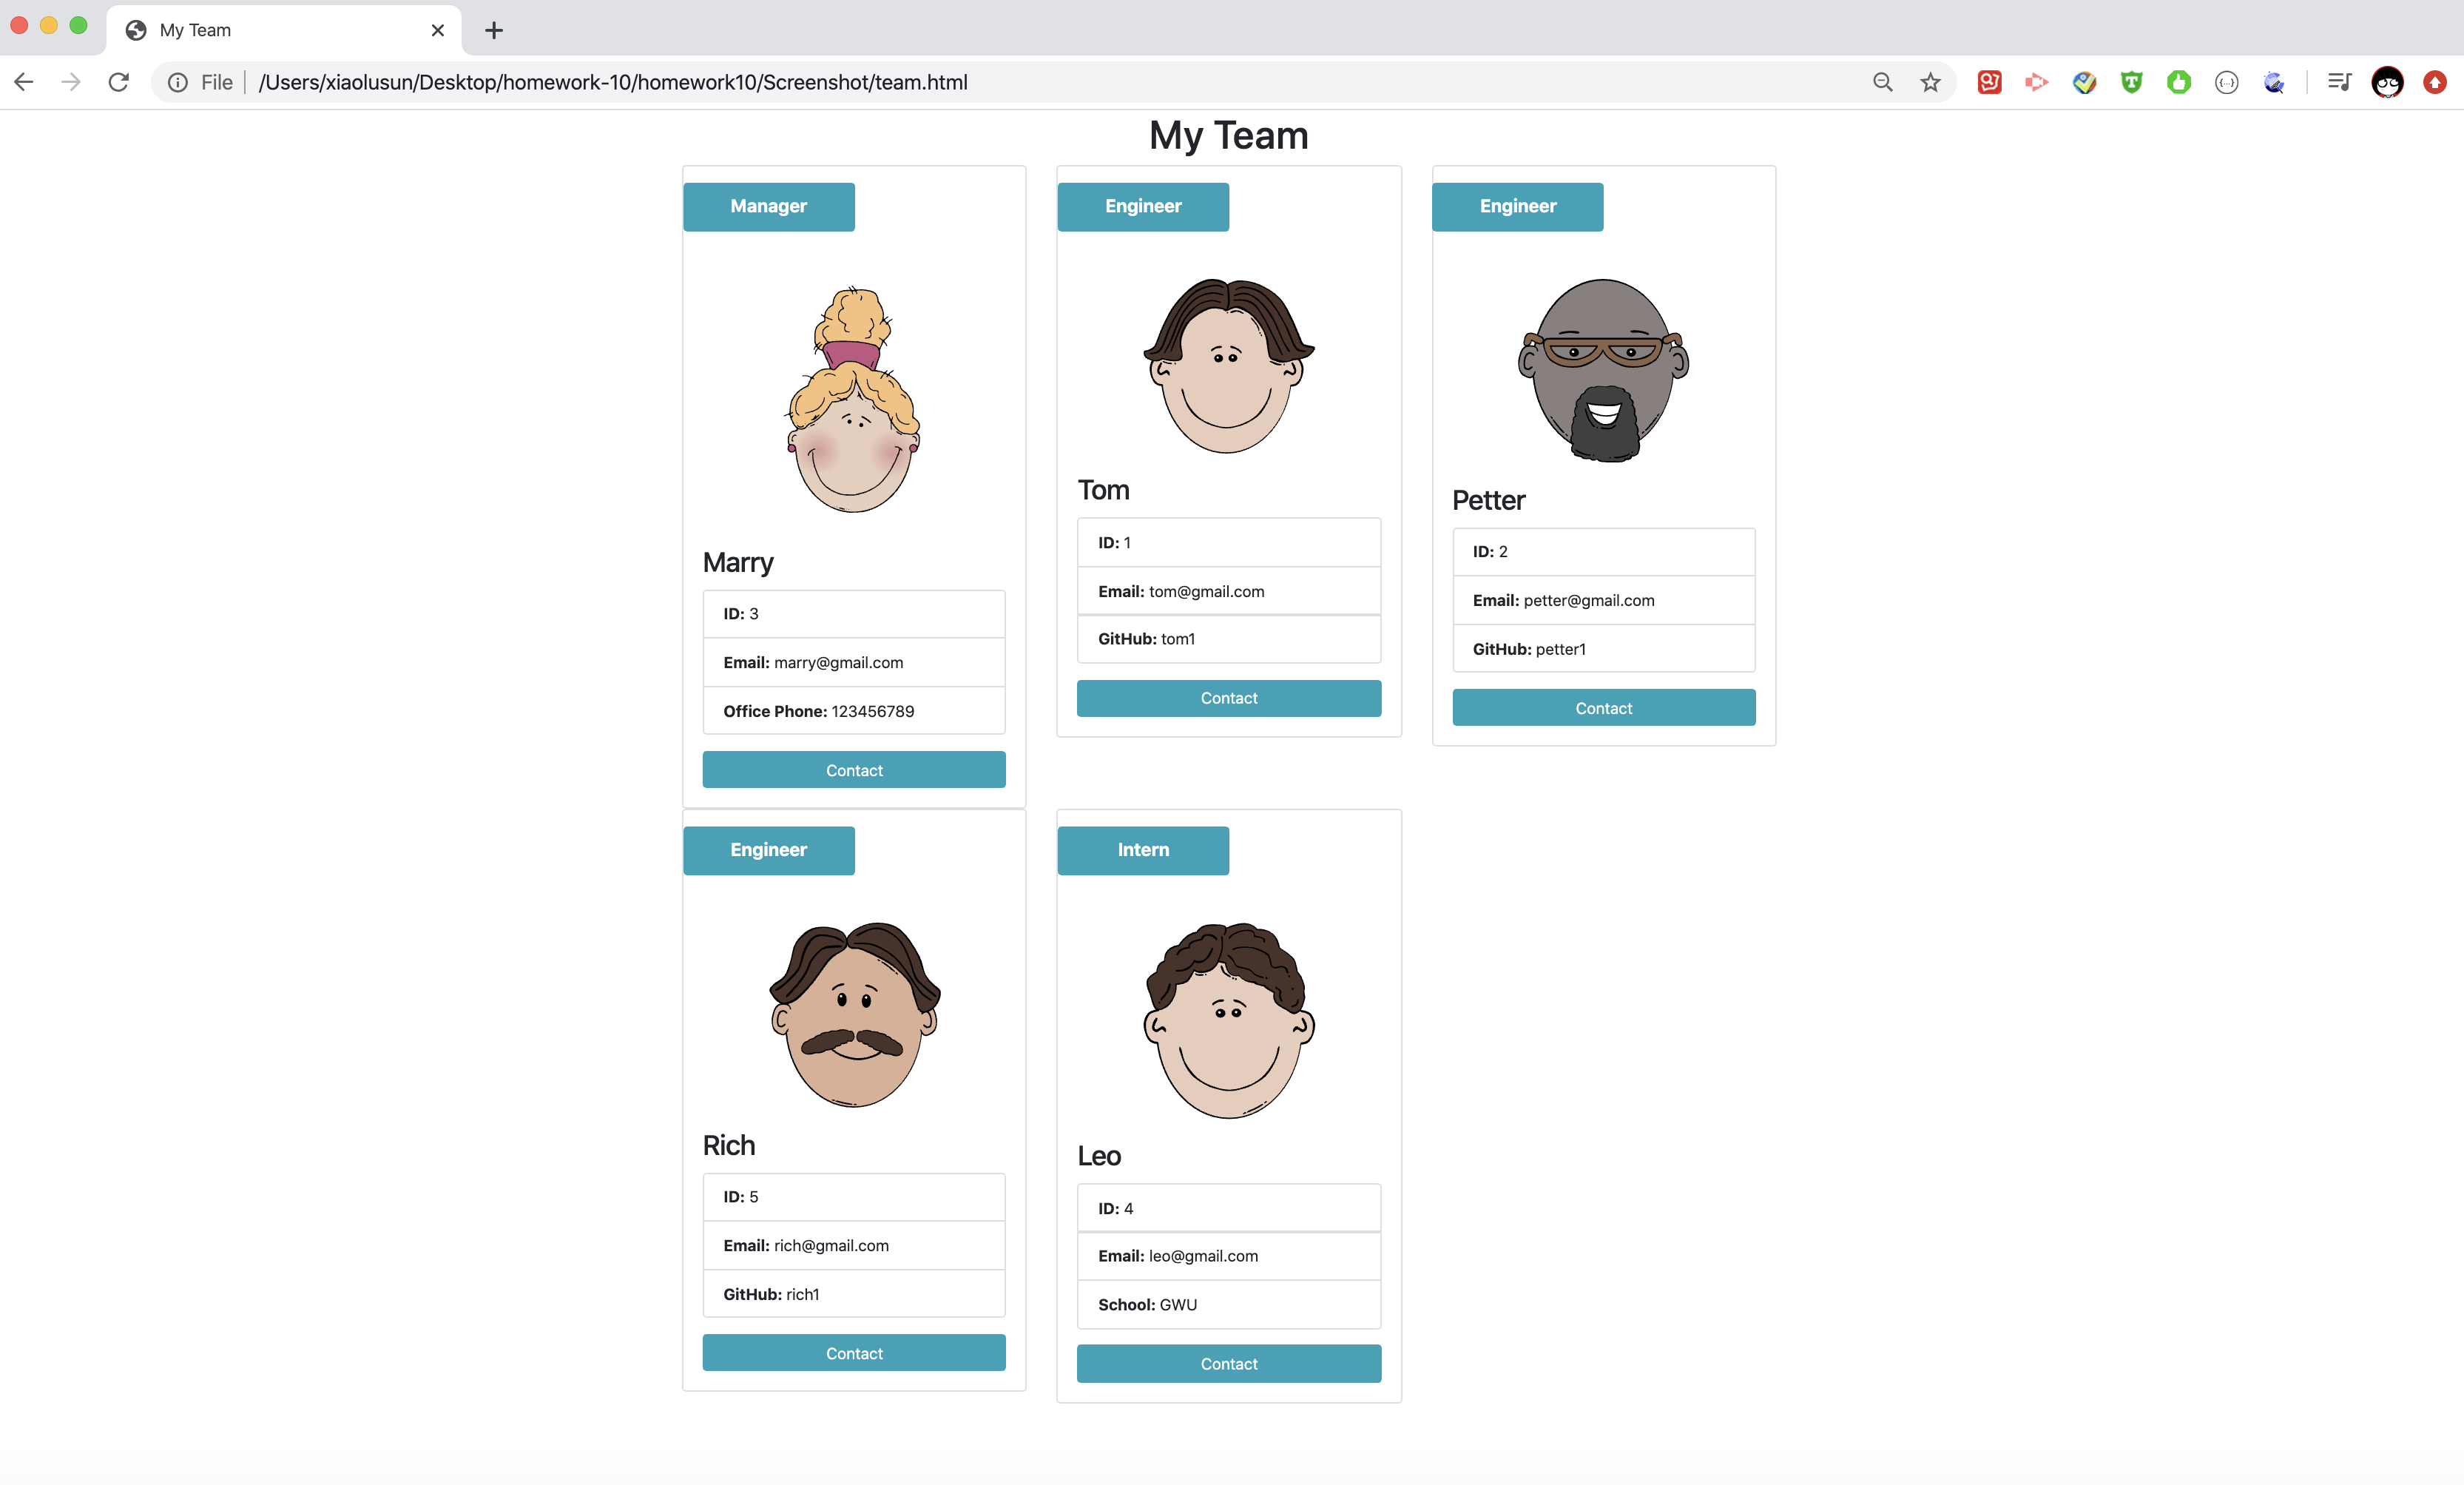 My Team
File /Users/xiaolusun/Desktop/homework-10/homework10/Screenshot/team.html
My Team
Manager
Marry
ID: 3
Email: marry@gmail.com
Office Phone: 123456789
Contact
Engineer
Tom
ID: 1
Email: tom@gmail.com
GitHub: tom1
Contact
Engineer
Petter
ID: 2
Email: petter@gmail.com
GitHub: petter1
Contact
Engineer
Rich
ID: 5
Email: rich@gmail.com
GitHub: rich1
Contact
Intern
Leo
ID: 4
Email: leo@gmail.com
School: GWU
Contact